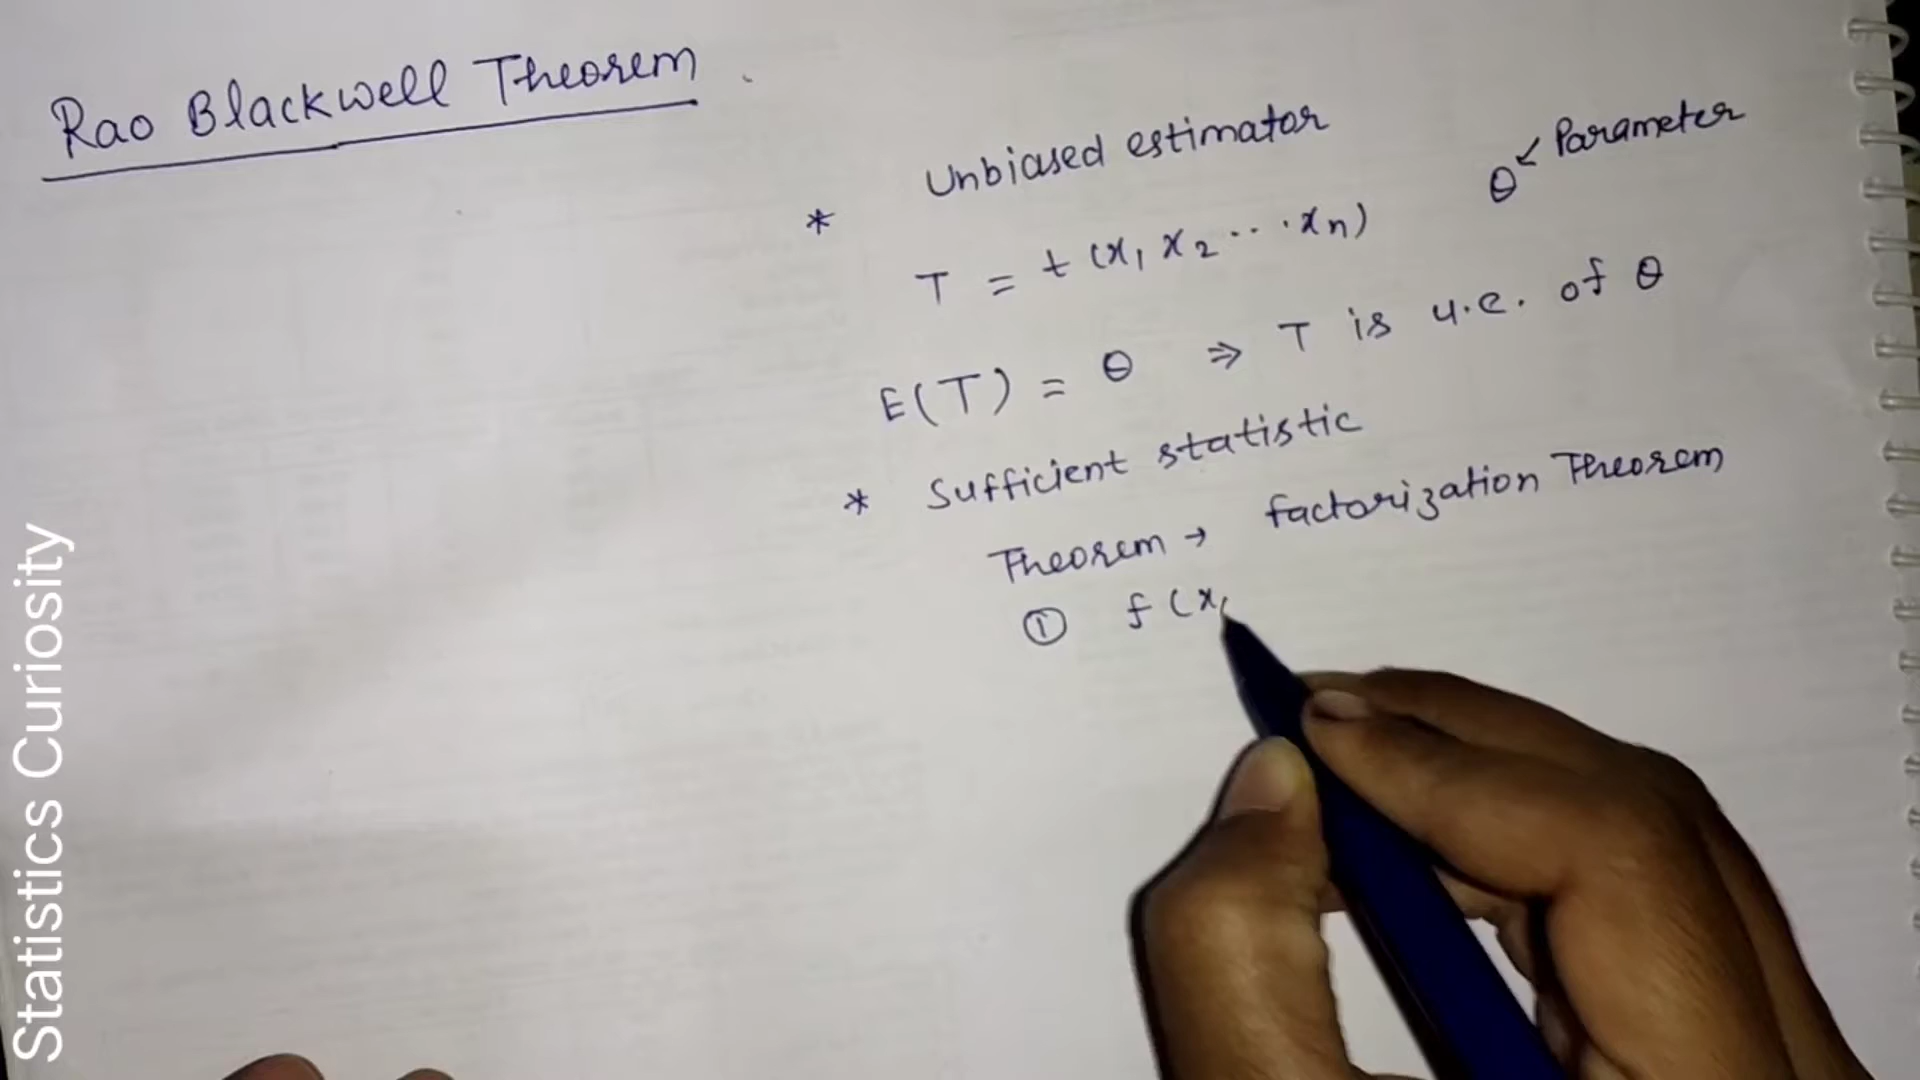 Rao Blackwell Theorem
* Unbiased estimator
θ ↙ Parameter
T = t (x₁ x₂ ... xₙ)
E(T) = θ ⇒ T is u.e. of θ
* Sufficient statistic
Theorem → factorization Theorem
① f (x,
Statistics Curiosity